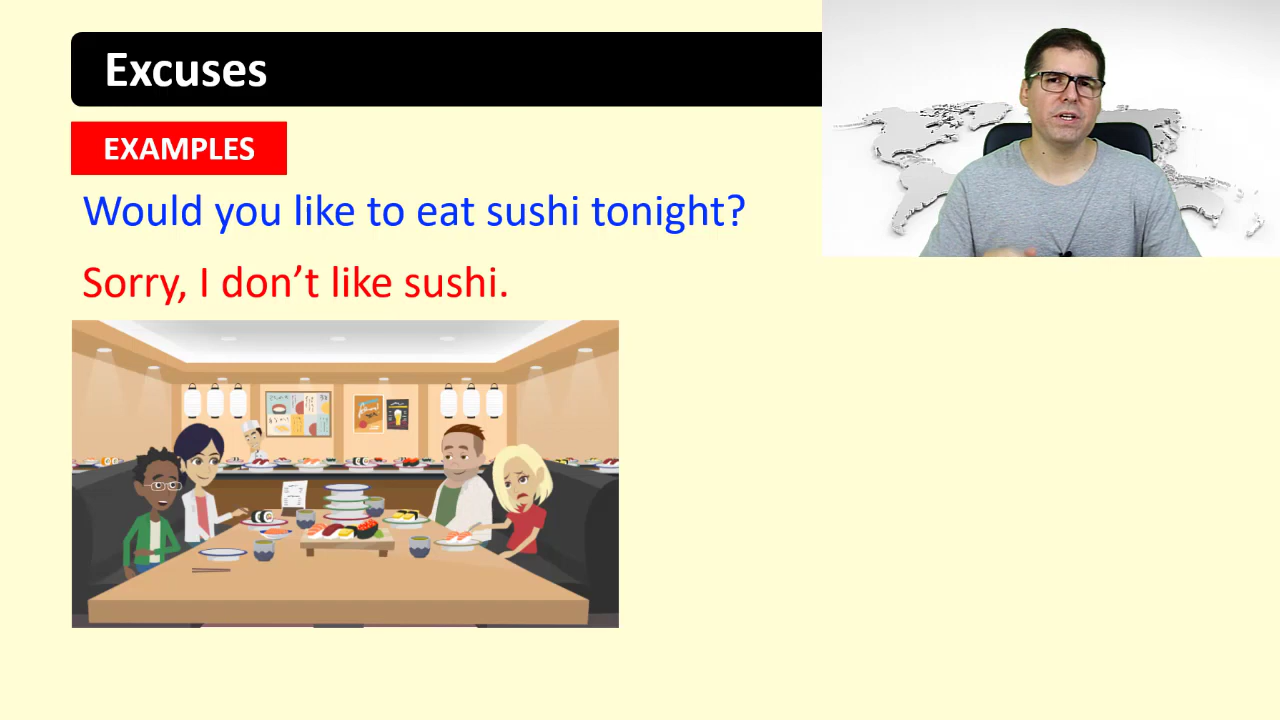 Excuses
EXAMPLES
Would you like to eat sushi tonight?
Sorry, I don’t like sushi.